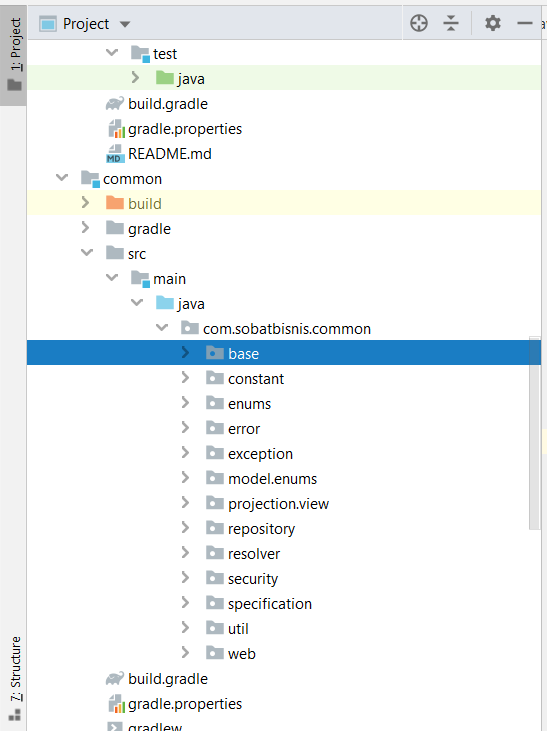 1: Project
Project
test
java
build.gradle
gradle.properties
MD README.md
common
build
gradle
src
main
java
com.sobatbisnis.common
base
constant
enums
error
exception
model.enums
projection.view
repository
resolver
security
specification
util
web
build.gradle
gradle.properties
gradlew
7: Structure